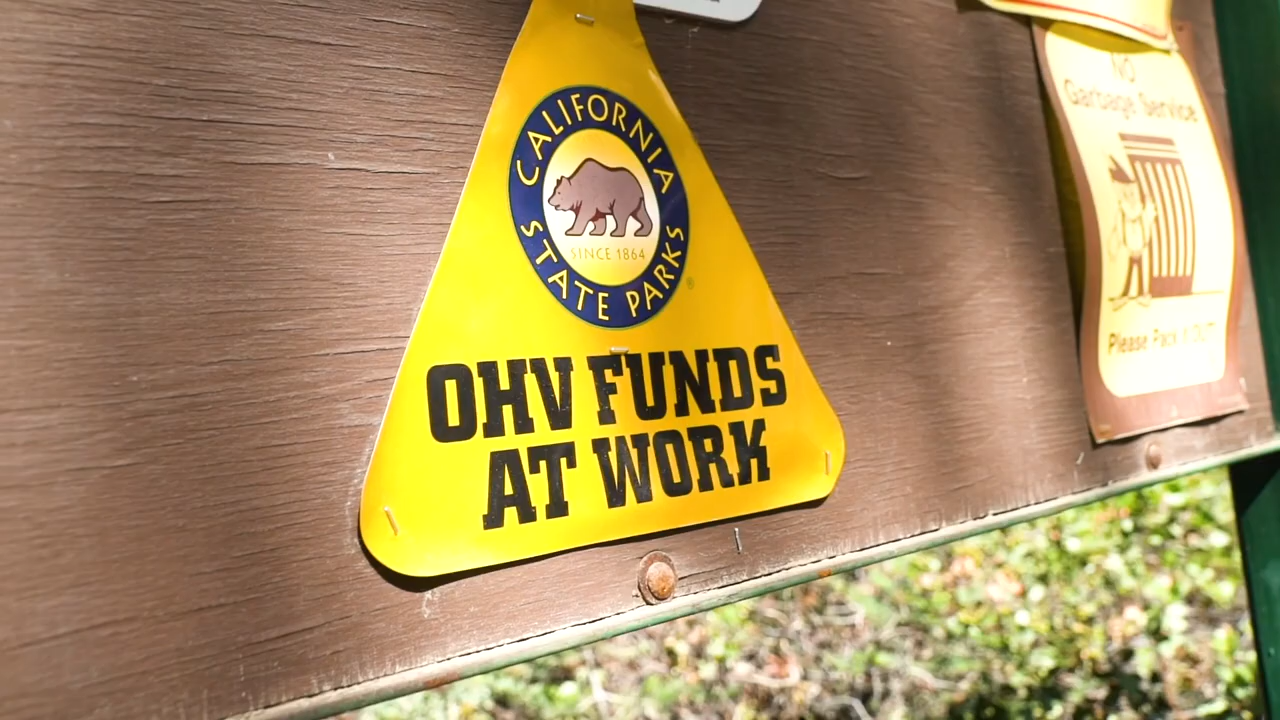 CALIFORNIA
STATE PARKS
SINCE 1864
®
OHV FUNDS
AT WORK
NO
Garbage Service
Please Pack It Out